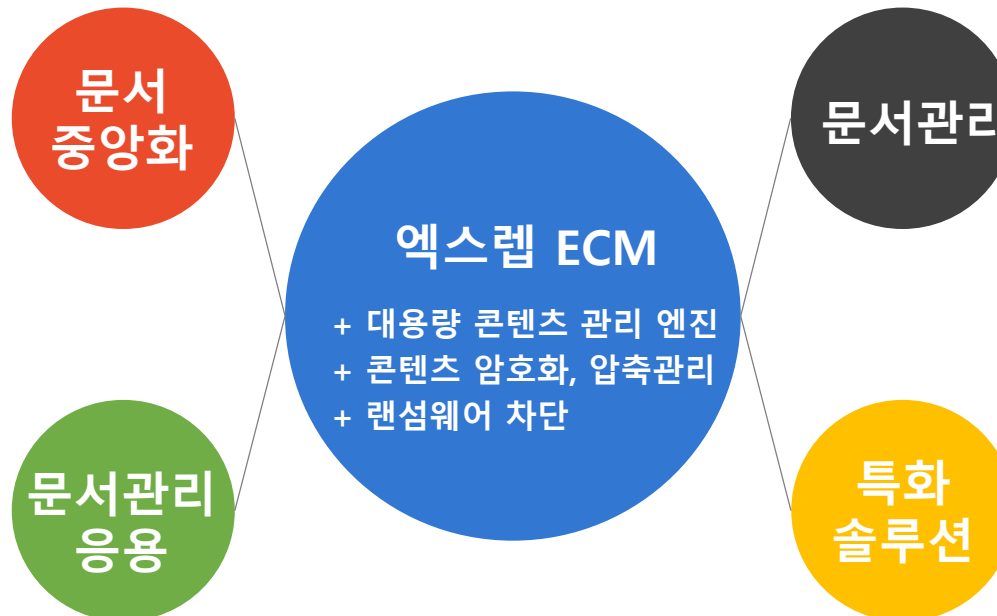 문서
중앙화
문서관리
엑스렙 ECM
+ 대용량 콘텐츠 관리 엔진
+ 콘텐츠 암호화, 압축관리
+ 랜섬웨어 차단
문서관리
응용
특화
솔루션